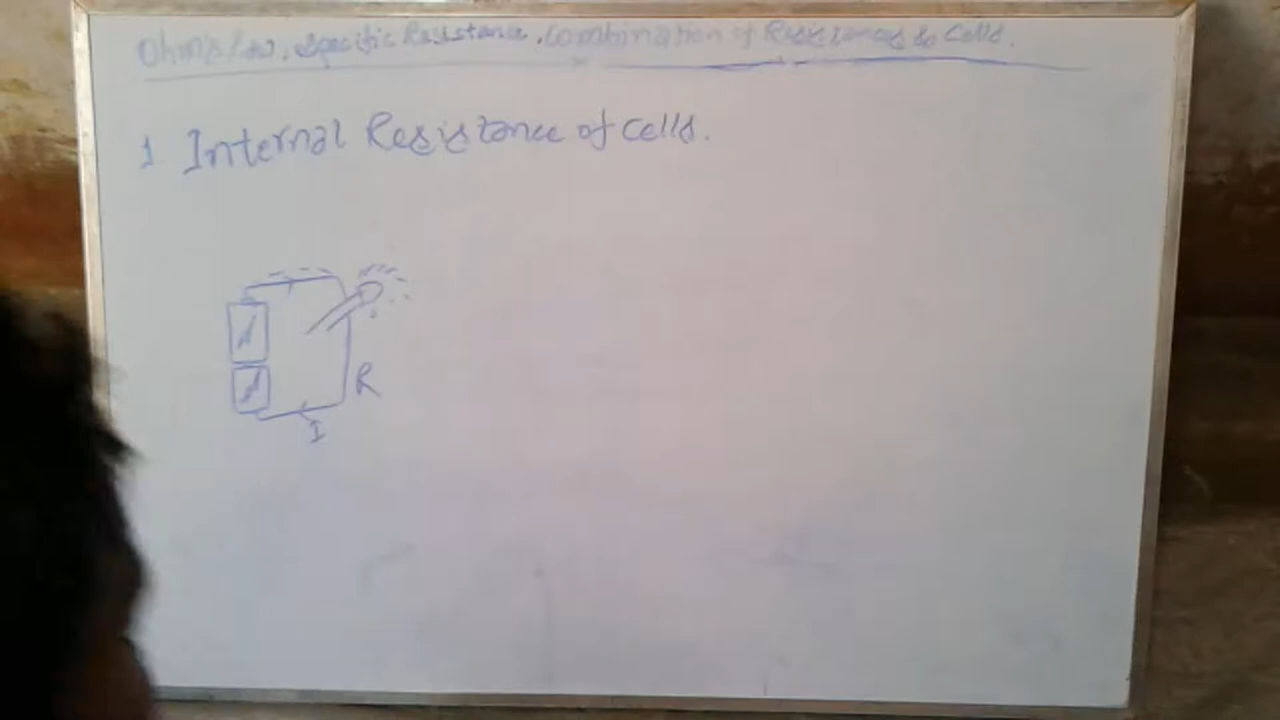 Ohm's law, Specific Resistance, Combination of Resistances & Cells.
1 Internal Resistance of Cells.
R
I